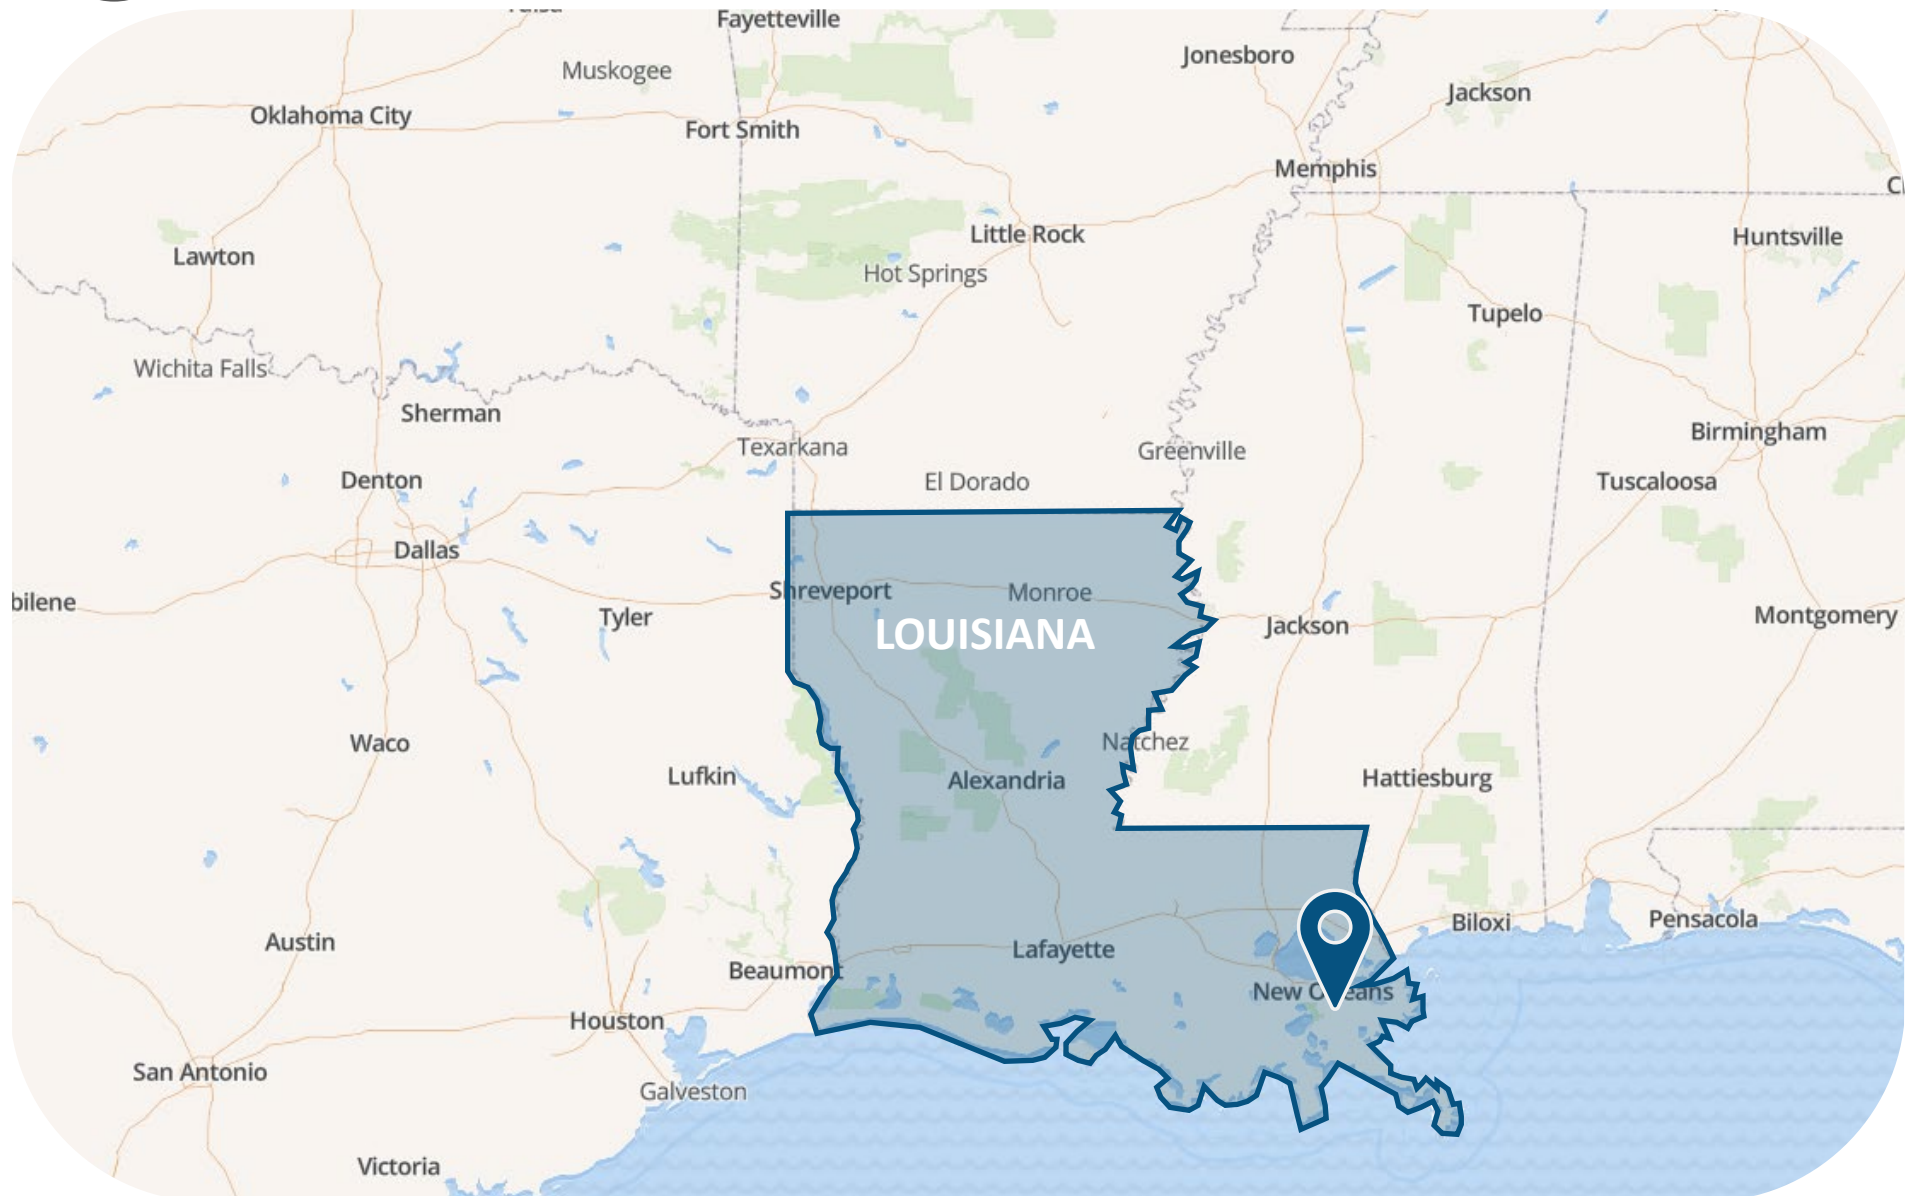 Fayetteville
Jonesboro
Muskogee
Jackson
Oklahoma City
Fort Smith
Memphis
Little Rock
Huntsville
Lawton
Hot Springs
Tupelo
Wichita Falls
Sherman
Birmingham
Texarkana
Greenville
Denton
El Dorado
Tuscaloosa
Dallas
Shreveport
Monroe
bilene
Tyler
Jackson
Montgomery
LOUISIANA
Waco
Natchez
Lufkin
Alexandria
Hattiesburg
Austin
Biloxi
Pensacola
Lafayette
Beaumont
New Orleans
Houston
San Antonio
Galveston
Victoria